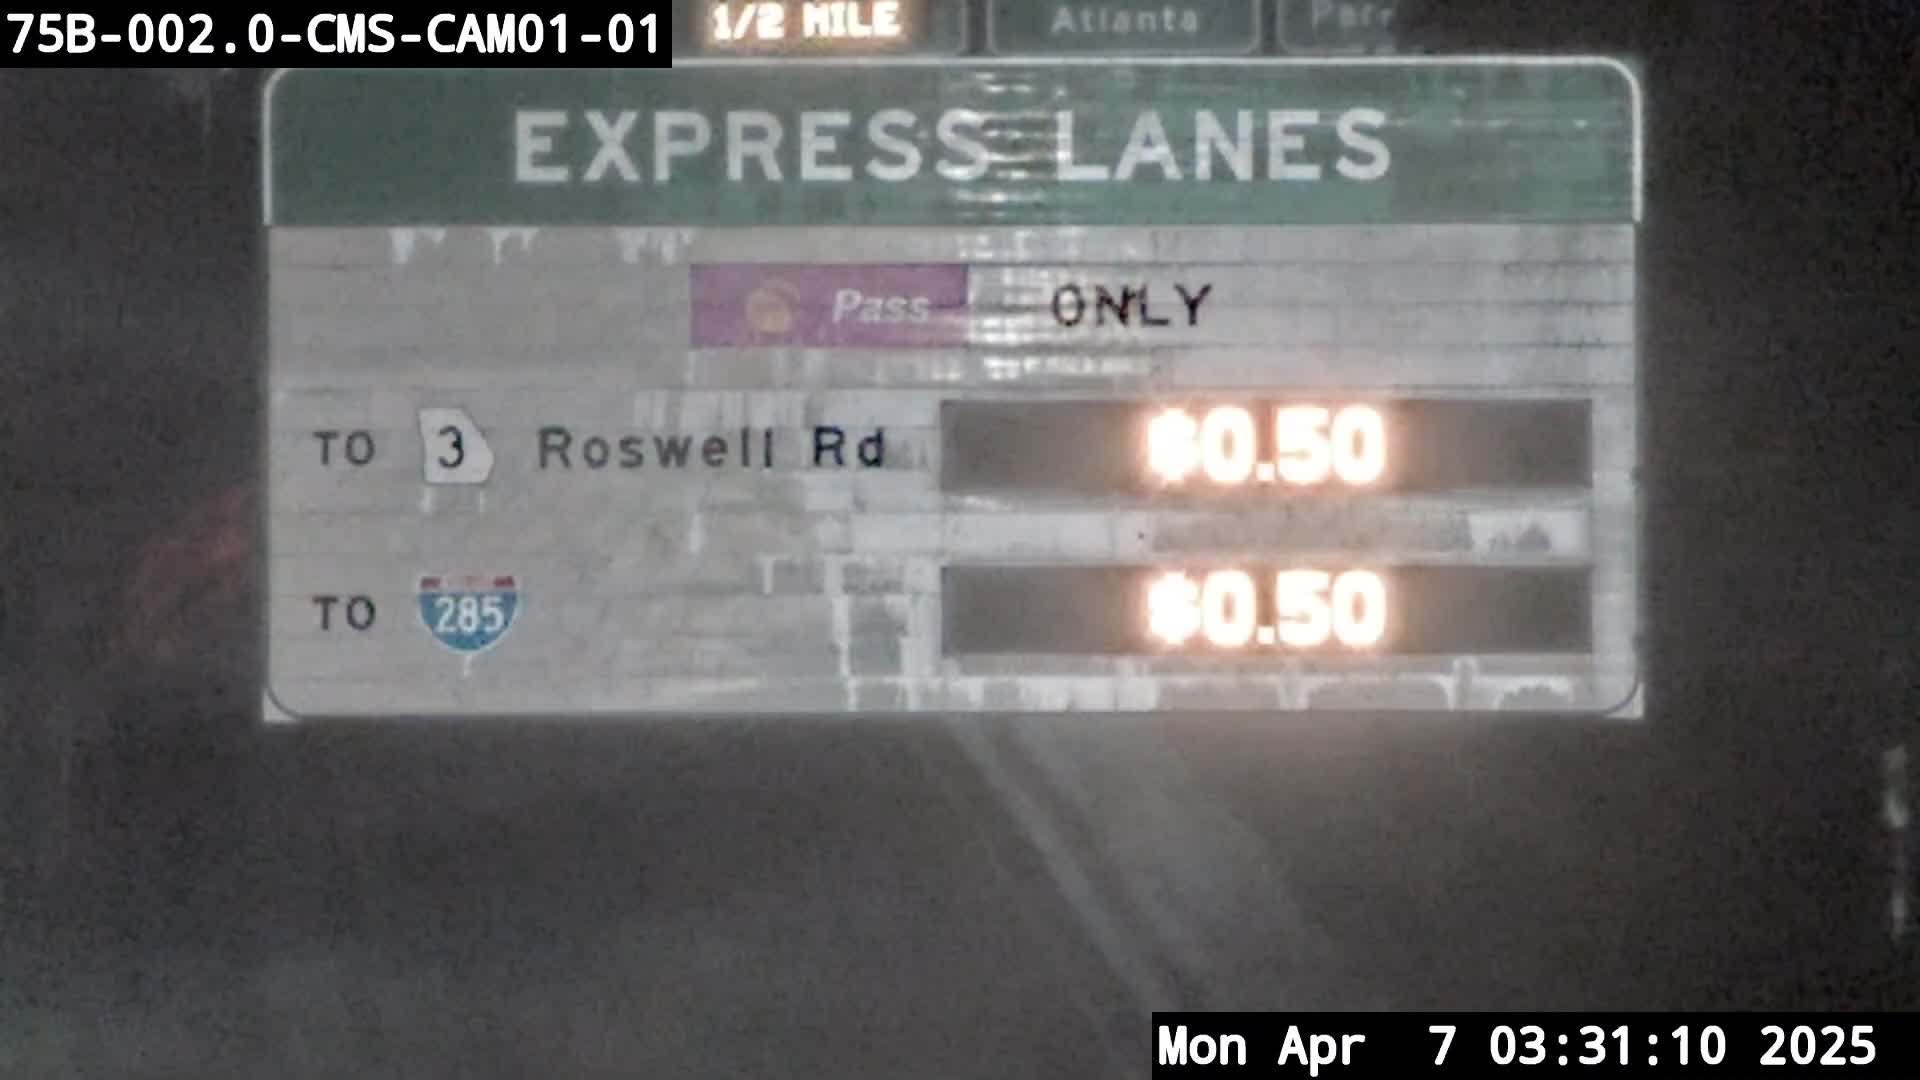 75B-002.0-CMS-CAM01-01
1/2 MILE
Atlanta
EXPRESS LANES
Pass ONLY
TO 3 Roswell Rd $0.50
TO 285 $0.50
Mon Apr 7 03:31:10 2025